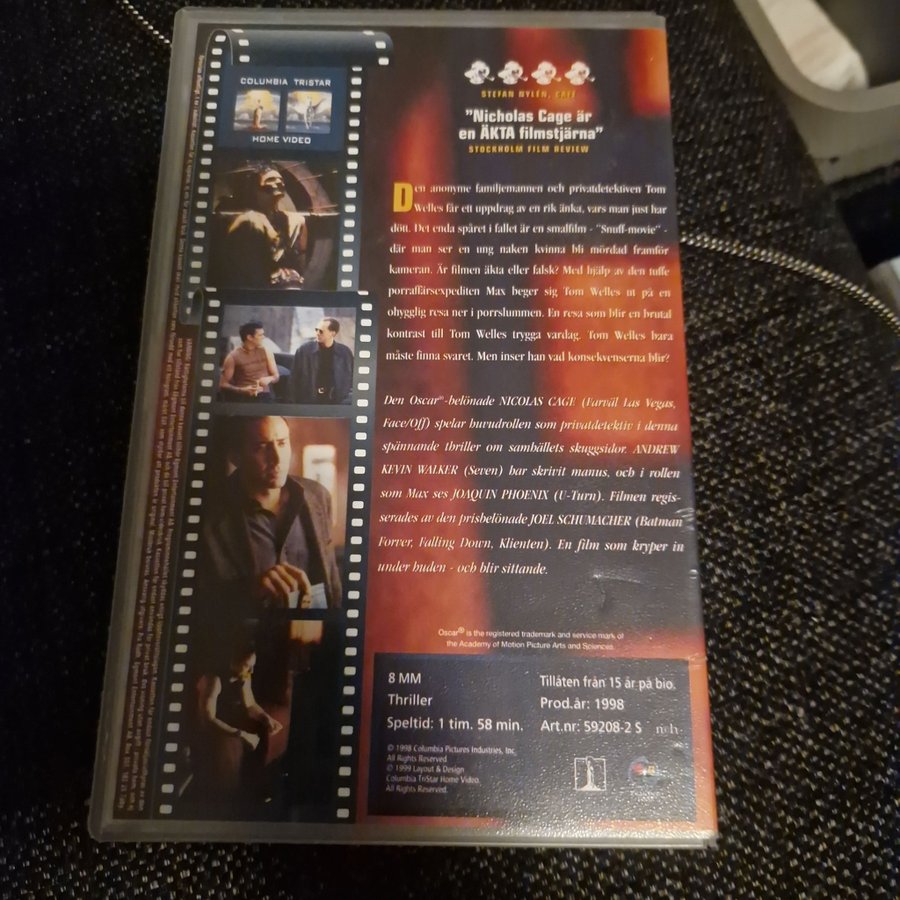 COLUMBIA TRISTAR
HOME VIDEO
STEFAN NYLÉN, CAFÉ
"Nicholas Cage är
en ÄKTA filmstjärna"
STOCKHOLM FILM REVIEW
Den anonyme familjemannen och privatdetektiven Tom
Welles får ett uppdrag av en rik änka, vars man just har
dött. Det enda spåret i fallet är en smalfilm - "Snuff-movie" -
där man ser en ung naken kvinna bli mördad framför
kameran. Är filmen äkta eller falsk? Med hjälp av den tuffe
porraffärsexpediten Max beger sig Tom Welles ut på en
ohygglig resa ner i porrslummen. En resa som blir en brutal
kontrast till Tom Welles trygga vardag. Tom Welles bara
måste finna svaret. Men inser han vad konsekvenserna blir?
Den Oscar®-belönade NICOLAS CAGE (Farväl Las Vegas,
Face/Off) spelar huvudrollen som privatdetektiv i denna
spännande thriller om samhällets skuggsidor. ANDREW
KEVIN WALKER (Seven) har skrivit manus, och i rollen
som Max ses JOAQUIN PHOENIX (U-Turn). Filmen regis-
serades av den prisbelönade JOEL SCHUMACHER (Batman
Forver, Falling Down, Klienten). En film som kryper in
under huden - och blir sittande.
Oscar® is the registered trademark and service mark of
the Academy of Motion Picture Arts and Sciences.
8 MM
Thriller
Speltid: 1 tim. 58 min.
Tillåten från 15 år på bio.
Prod.år: 1998
Art.nr: 59208-2 S
© 1998 Columbia Pictures Industries, Inc.
All Rights Reserved
© 1999 Layout & Design
Columbia TriStar Home Video.
All Rights Reserved.